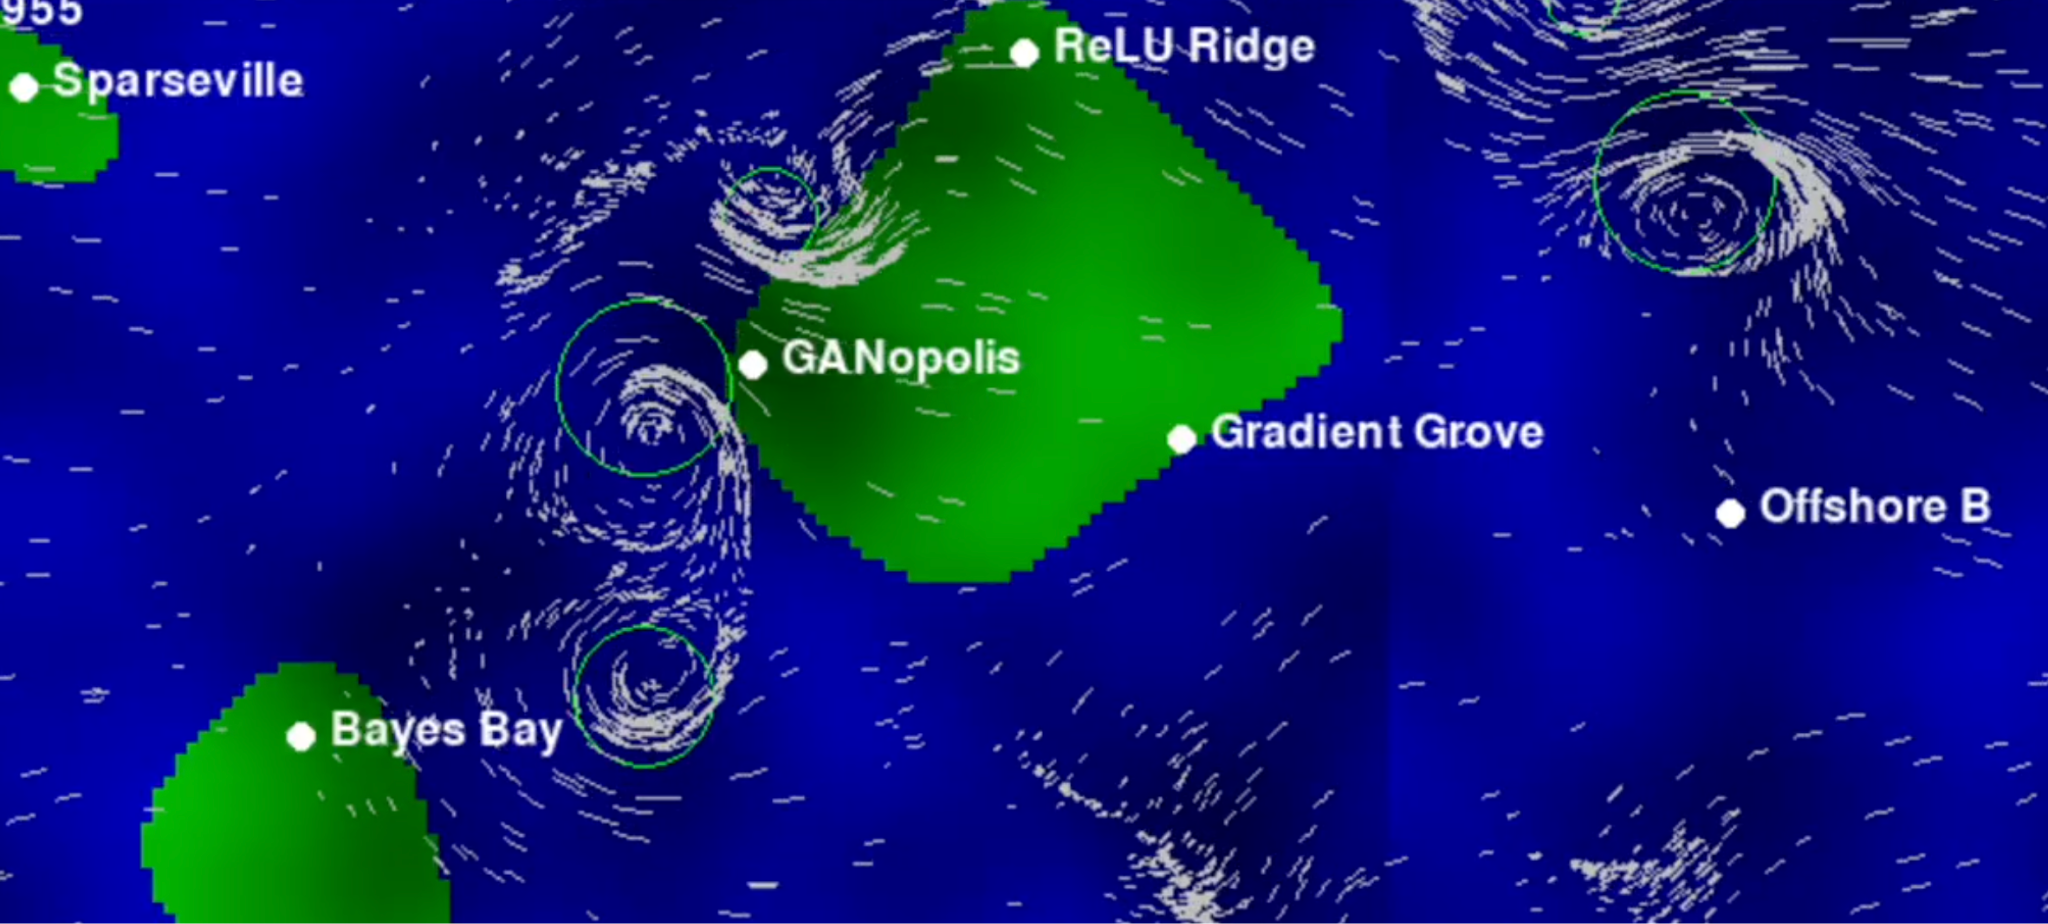 955
Sparseville
ReLU Ridge
GANopolis
Gradient Grove
Offshore B
Bayes Bay